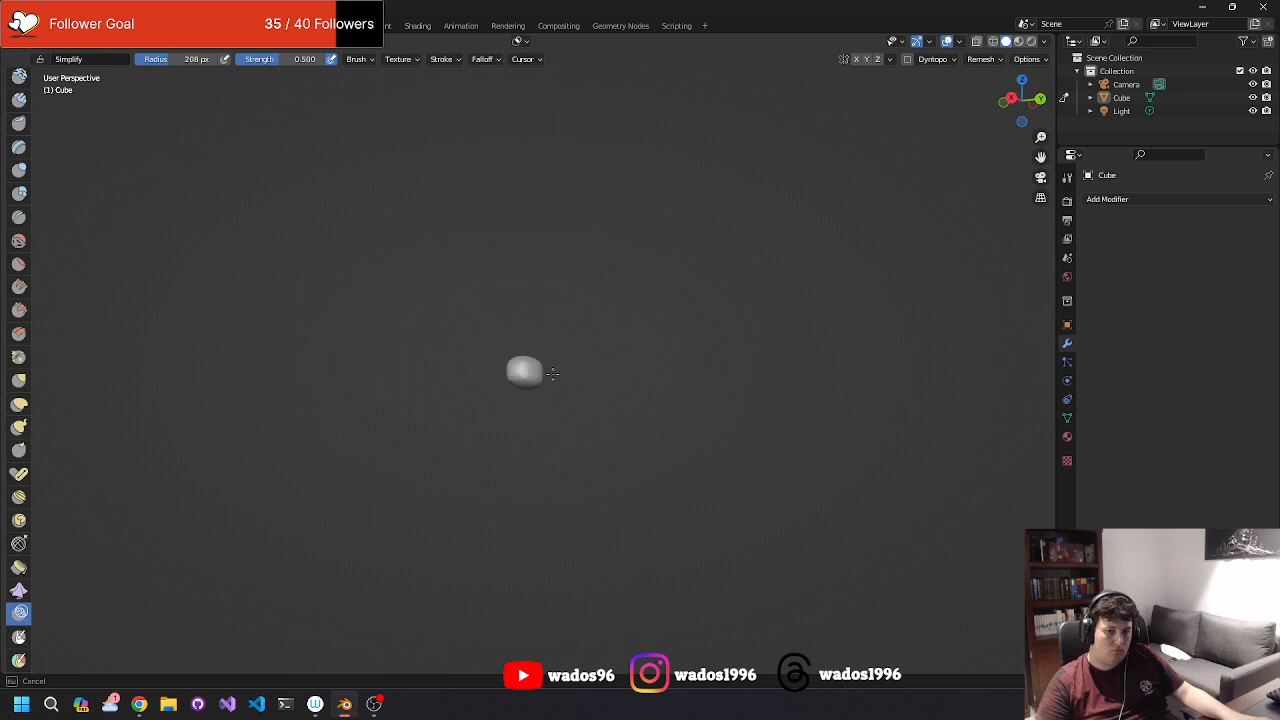 Follower Goal
35 / 40 Followers
Shading
Animation
Rendering
Compositing
Geometry Nodes
Scripting
+
Scene
ViewLayer
Simplify
Radius
208 px
Strength
0.500
Brush
Texture
Stroke
Falloff
Cursor
X Y Z
Dyntopo
Remesh
Options
User Perspective
(1) Cube
Z
X
Y
Scene Collection
Collection
Camera
Cube
Light
Cube
Add Modifier
Cancel
wados96
wados1996
wados1996